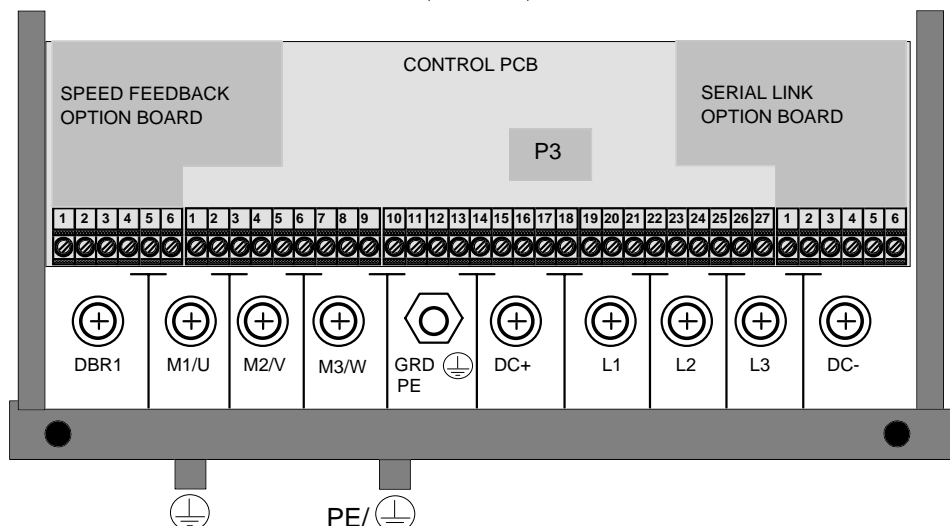 CONTROL PCB
SPEED FEEDBACK
OPTION BOARD
SERIAL LINK
OPTION BOARD
P3
1 2 3 4 5 6 1 2 3 4 5 6 7 8 9 10 11 12 13 14 15 16 17 18 19 20 21 22 23 24 25 26 27 1 2 3 4 5 6
DBR1 M1/U M2/V M3/W GRD DC+ L1 L2 L3 DC-
PE
PE/